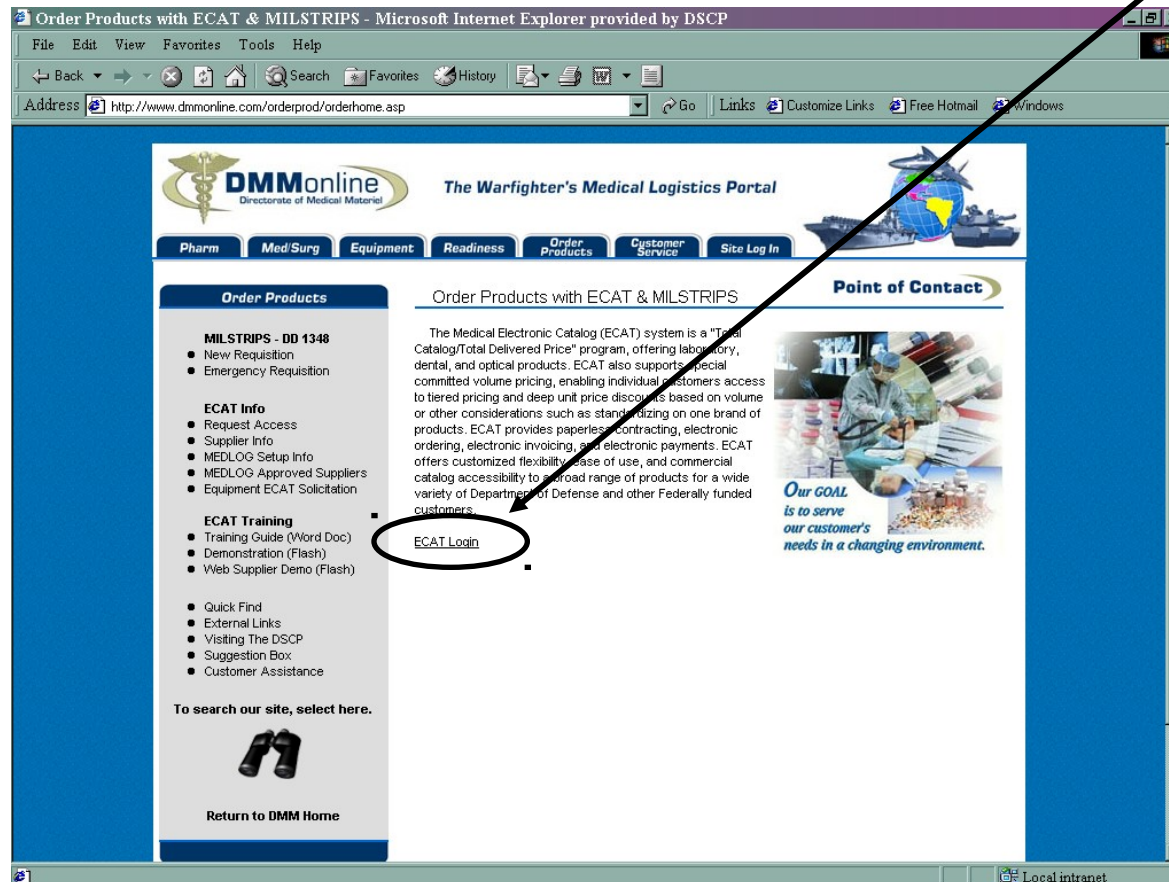 Order Products with ECAT & MILSTRIPS - Microsoft Internet Explorer provided by DSCP
File Edit View Favorites Tools Help
Back Search Favorites History
Address http://www.dmmonline.com/orderprod/orderhome.asp Go Links Customize Links Free Hotmail Windows
DMMonline
Directorate of Medical Materiel
The Warfighter's Medical Logistics Portal
Pharm Med/Surg Equipment Readiness Order Products Customer Service Site Log In
Order Products
MILSTRIPS - DD 1348
New Requisition
Emergency Requisition
ECAT Info
Request Access
Supplier Info
MEDLOG Setup Info
MEDLOG Approved Suppliers
Equipment ECAT Solicitation
ECAT Training
Training Guide (Word Doc)
Demonstration (Flash)
Web Supplier Demo (Flash)
Quick Find
External Links
Visiting The DSCP
Suggestion Box
Customer Assistance
To search our site, select here.
Return to DMM Home
Order Products with ECAT & MILSTRIPS
The Medical Electronic Catalog (ECAT) system is a "Total
Catalog/Total Delivered Price" program, offering laboratory,
dental, and optical products. ECAT also supports special
committed volume pricing, enabling individual customers access
to tiered pricing and deep unit price discounts based on volume
or other considerations such as standardizing on one brand of
products. ECAT provides paperless contracting, electronic
ordering, electronic invoicing, and electronic payments. ECAT
offers customized flexibility, ease of use, and commercial
catalog accessibility to a broad range of products for a wide
variety of Department of Defense and other Federally funded
customers.
ECAT Login
Point of Contact
Our GOAL
is to serve
our customer's
needs in a changing environment.
Local intranet